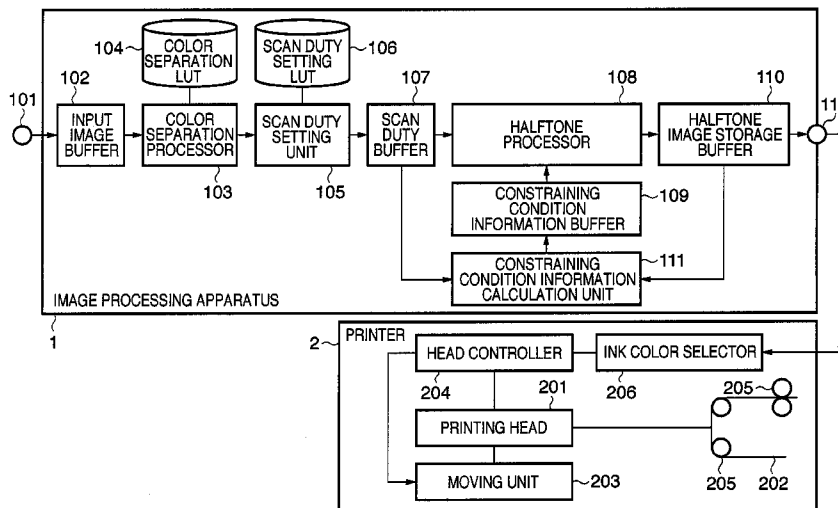 104
COLOR
SEPARATION
LUT
SCAN DUTY
SETTING
LUT
106
101
102
INPUT
IMAGE
BUFFER
COLOR
SEPARATION
PROCESSOR
103
SCAN DUTY
SETTING
UNIT
105
107
SCAN
DUTY
BUFFER
108
HALFTONE
PROCESSOR
110
HALFTONE
IMAGE STORAGE
BUFFER
CONSTRAINING
CONDITION
INFORMATION BUFFER
109
CONSTRAINING
CONDITION INFORMATION
CALCULATION UNIT
111
IMAGE PROCESSING APPARATUS
1
2
PRINTER
HEAD CONTROLLER
204
INK COLOR SELECTOR
206
201
PRINTING HEAD
MOVING UNIT
203
205
205
202